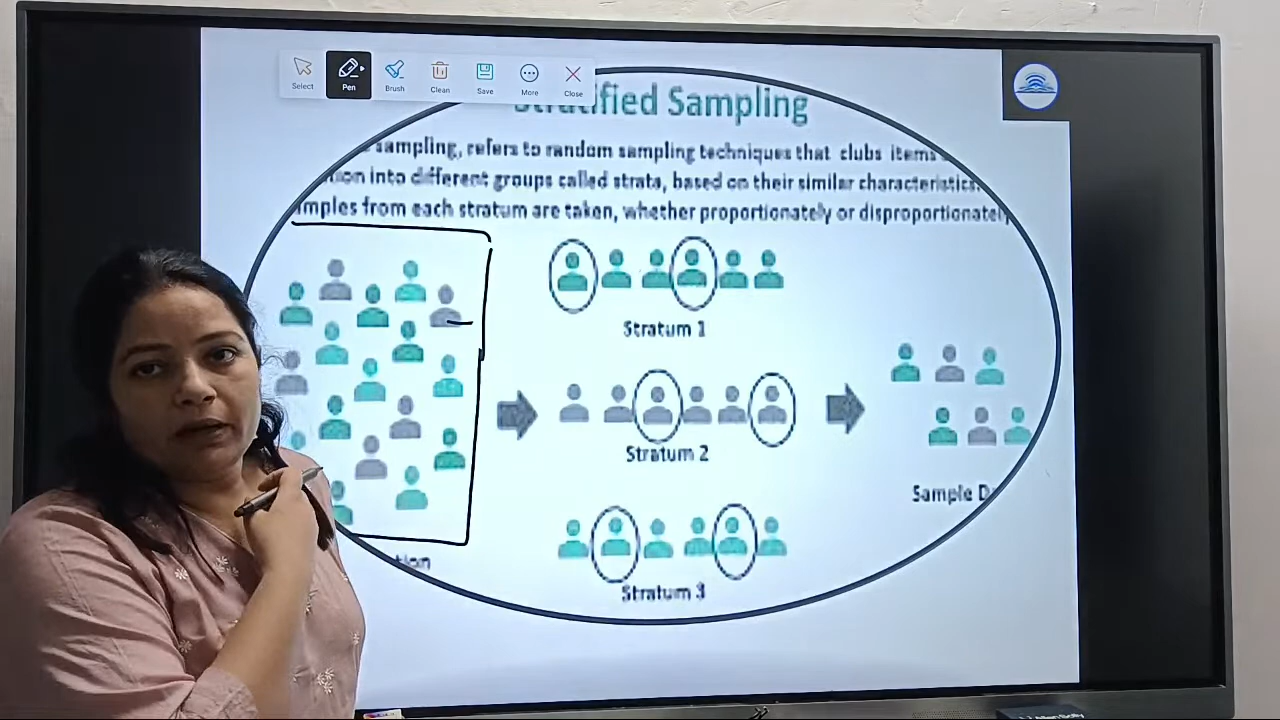 Select Pen Brush Clean Save More Close
Stratified Sampling
sampling, refers to random sampling techniques that clubs items
into different groups called strata, based on their similar characteristics.
from each stratum are taken, whether proportionately or disproportionately
Stratum 1
Stratum 2
Sample
Stratum 3